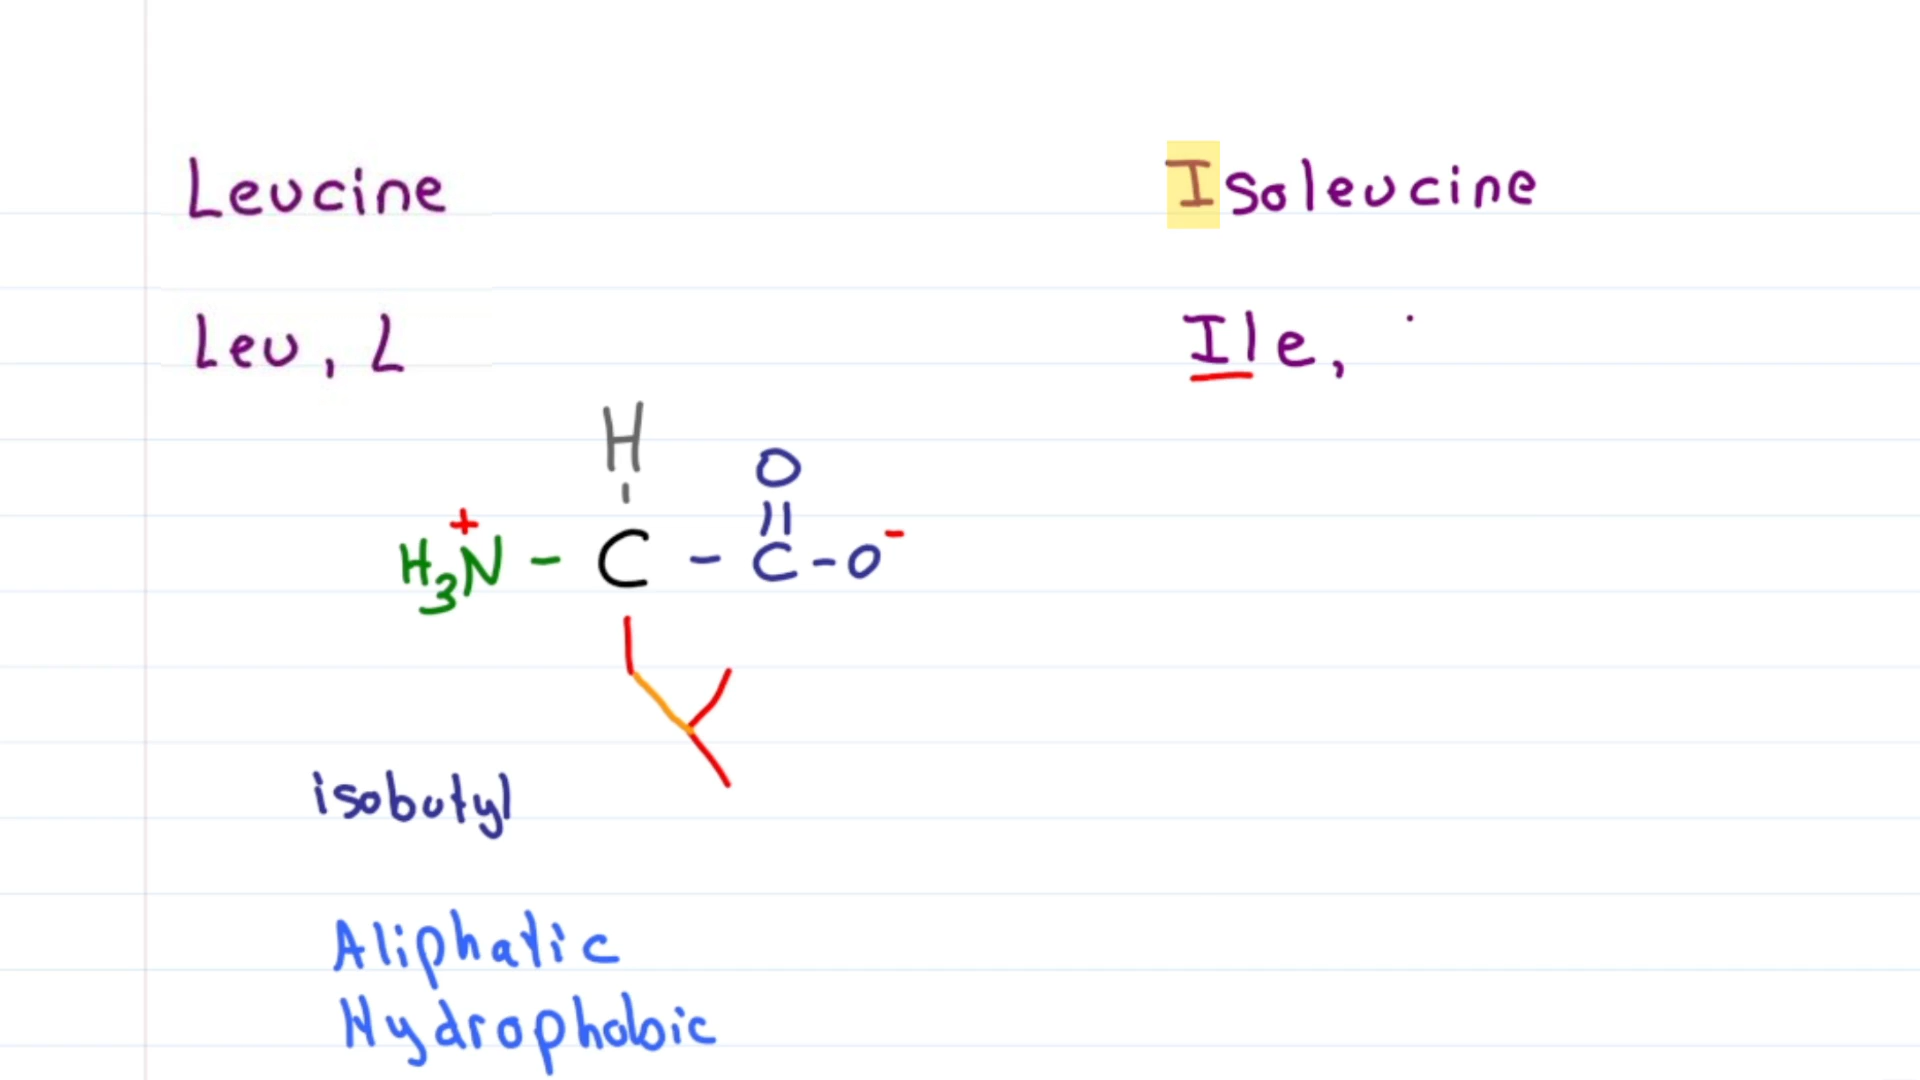 Leucine
Isoleucine
Leu, L
Ile,
H
O
H3N+ - C - C - O-
isobutyl
Aliphatic
Hydrophobic